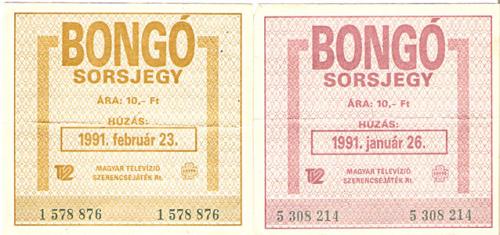 BONGÓ
SORSJEGY
ÁRA: 10,- Ft
HÚZÁS:
1991. február 23.
TV2
MAGYAR TELEVÍZIÓ
SZERENCSEJÁTÉK Rt.
1 578 876 1 578 876
BONGÓ
SORSJEGY
ÁRA: 10,- Ft
HÚZÁS:
1991. január 26.
TV2
MAGYAR TELEVÍZIÓ
SZERENCSEJÁTÉK Rt.
5 308 214 5 308 214